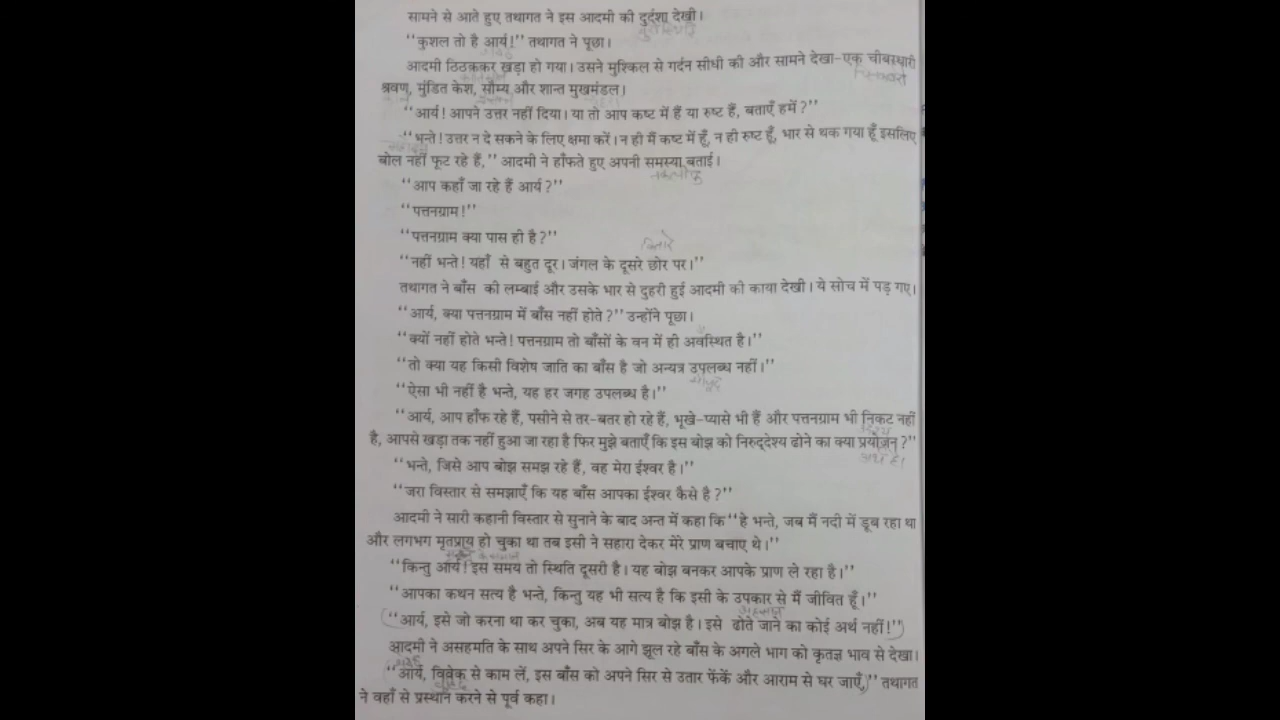 सामने से आते हुए तथागत ने इस आदमी की दुर्दशा देखी।
“कुशल तो है आर्य!” तथागत ने पूछा।
आदमी ठिठककर खड़ा हो गया। उसने मुश्किल से गर्दन सीधी की और सामने देखा-एक चीवरधारी
श्रवण, मुंडित केश, सौम्य और शान्त मुखमंडल।
“आर्य! आपने उत्तर नहीं दिया। या तो आप कष्ट में हैं या रुष्ट हैं, बताएँ हमें?”
“भन्ते! उत्तर न दे सकने के लिए क्षमा करें। न ही मैं कष्ट में हूँ, न ही रुष्ट हूँ, भार से थक गया हूँ इसलिए
बोल नहीं फूट रहे हैं,” आदमी ने हाँफते हुए अपनी समस्या बताई।
“आप कहाँ जा रहे हैं आर्य?”
“पत्तनग्राम!”
“पत्तनग्राम क्या पास ही है?”
किनारे
“नहीं भन्ते! यहाँ से बहुत दूर। जंगल के दूसरे छोर पर।”
तथागत ने बाँस की लम्बाई और उसके भार से दुहरी हुई आदमी की काया देखी। ये सोच में पड़ गए।
“आर्य, क्या पत्तनग्राम में बाँस नहीं होते?” उन्होंने पूछा।
“क्यों नहीं होते भन्ते! पत्तनग्राम तो बाँसों के वन में ही अवस्थित है।”
“तो क्या यह किसी विशेष जाति का बाँस है जो अन्यत्र उपलब्ध नहीं।”
“ऐसा भी नहीं है भन्ते, यह हर जगह उपलब्ध है।”
“आर्य, आप हाँफ रहे हैं, पसीने से तर-बतर हो रहे हैं, भूखे-प्यासे भी हैं और पत्तनग्राम भी निकट नहीं
है, आपसे खड़ा तक नहीं हुआ जा रहा है फिर मुझे बताएँ कि इस बोझ को निरुद्देश्य ढोने का क्या प्रयोजन?”
“भन्ते, जिसे आप बोझ समझ रहे हैं, वह मेरा ईश्वर है।”
“जरा विस्तार से समझाएँ कि यह बाँस आपका ईश्वर कैसे है?”
आदमी ने सारी कहानी विस्तार से सुनाने के बाद अन्त में कहा कि “हे भन्ते, जब मैं नदी में डूब रहा था
और लगभग मृतप्राय हो चुका था तब इसी ने सहारा देकर मेरे प्राण बचाए थे।”
“किन्तु आर्य! इस समय तो स्थिति दूसरी है। यह बोझ बनकर आपके प्राण ले रहा है।”
“आपका कथन सत्य है भन्ते, किन्तु यह भी सत्य है कि इसी के उपकार से मैं जीवित हूँ।”
(“आर्य, इसे जो करना था कर चुका, अब यह मात्र बोझ है। इसे ढोते जाने का कोई अर्थ नहीं!”)
आदमी ने असहमति के साथ अपने सिर के आगे झूल रहे बाँस के अगले भाग को कृतज्ञ भाव से देखा।
(“आर्य, विवेक से काम लें, इस बाँस को अपने सिर से उतार फेंकें और आराम से घर जाएँ,)” तथागत
ने वहाँ से प्रस्थान करने से पूर्व कहा।